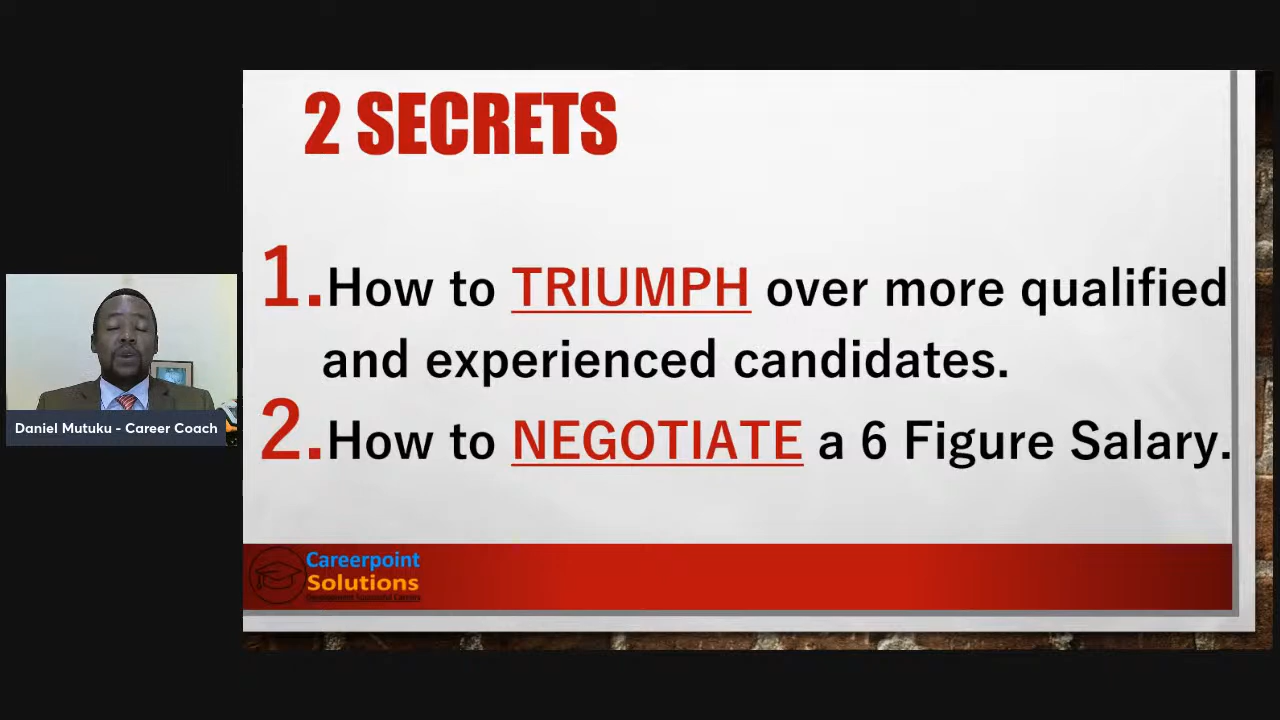 2 SECRETS
1.How to TRIUMPH over more qualified
and experienced candidates.
2.How to NEGOTIATE a 6 Figure Salary.
Daniel Mutuku - Career Coach
Careerpoint
Solutions